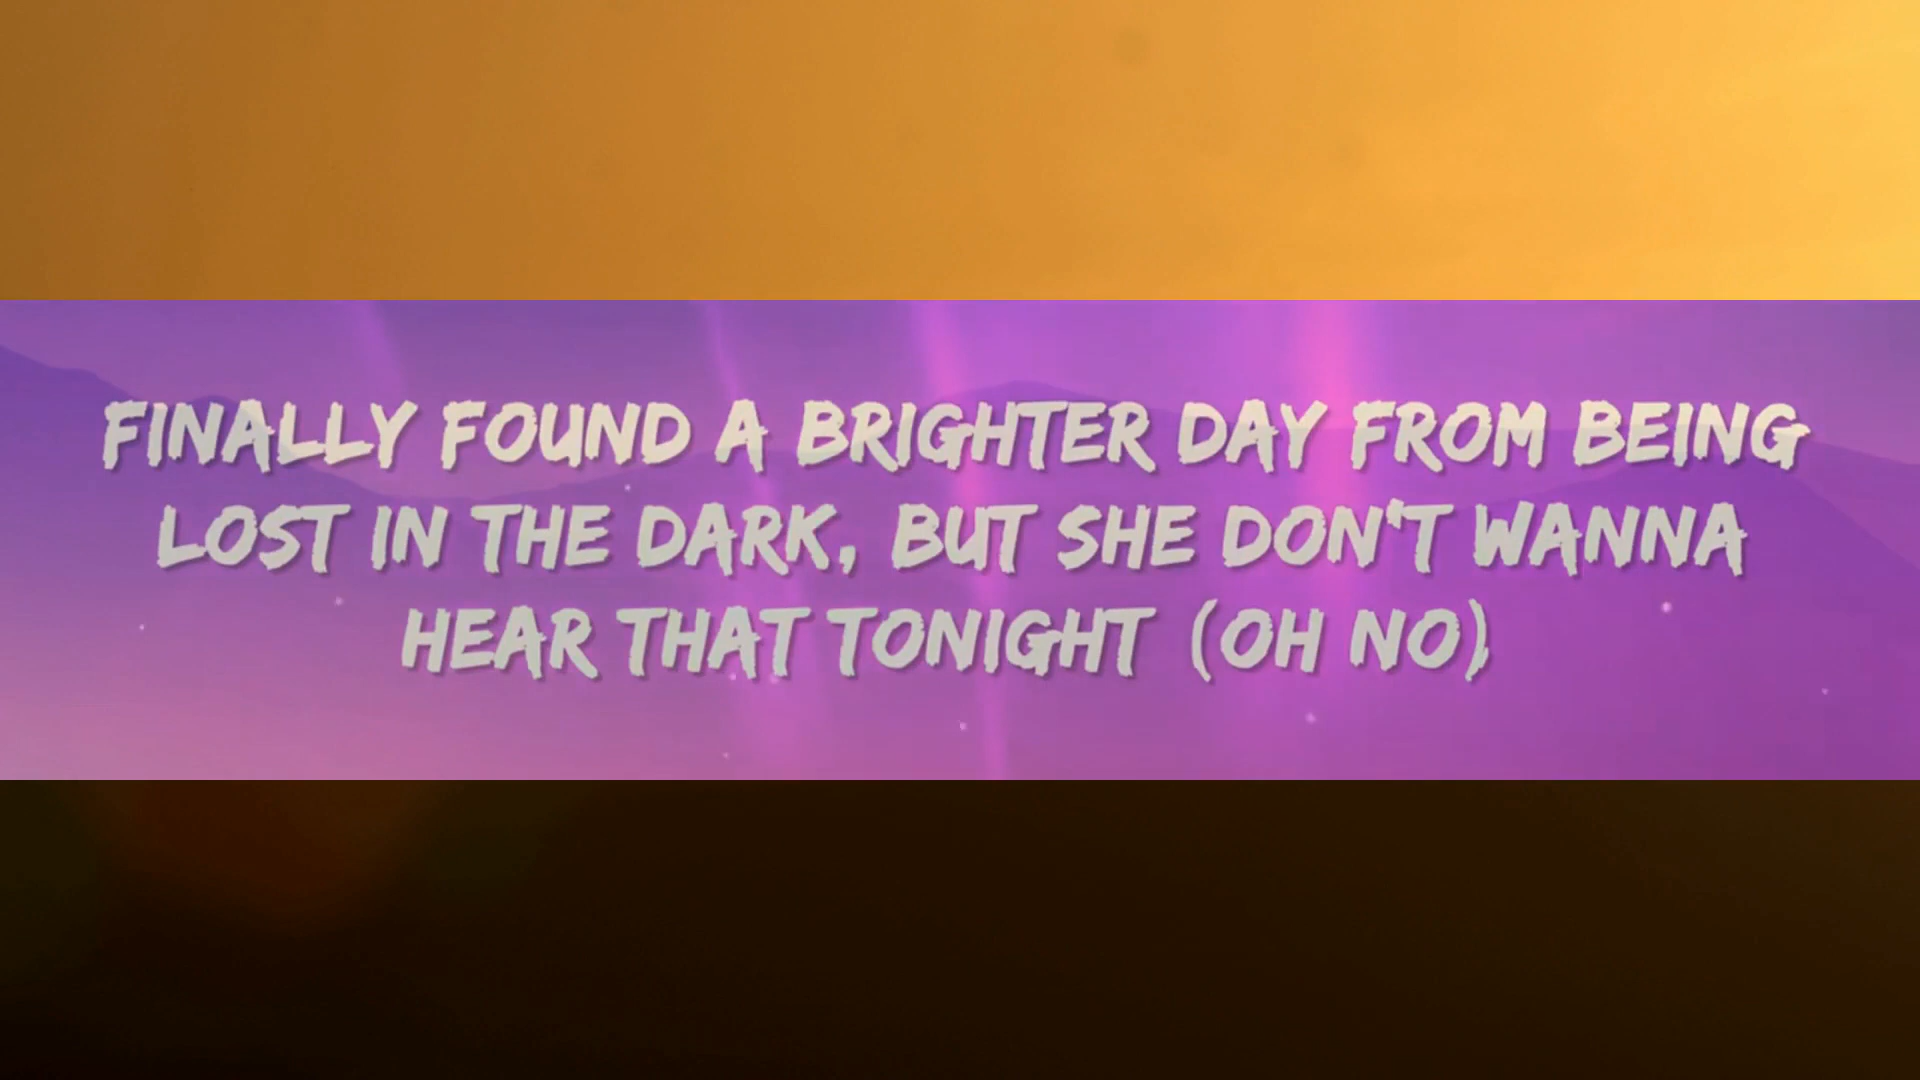 FINALLY FOUND A BRIGHTER DAY FROM BEING
LOST IN THE DARK, BUT SHE DON'T WANNA
HEAR THAT TONIGHT (OH NO)